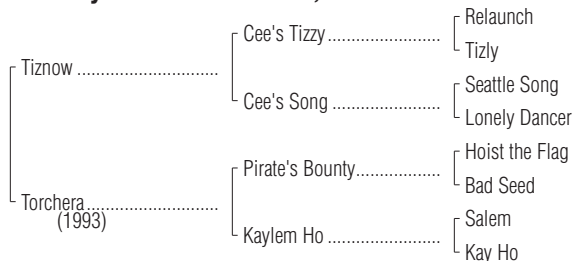 Relaunch
Cee's Tizzy
Tizly
Tiznow
Seattle Song
Cee's Song
Lonely Dancer
Hoist the Flag
Pirate's Bounty
Bad Seed
Torchera
(1993)
Salem
Kaylem Ho
Kay Ho